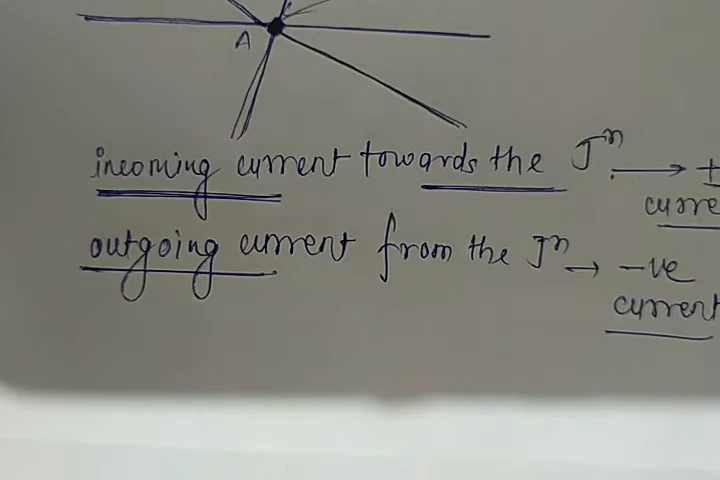 A
incoming current towards the Jn → +
curre
outgoing current from the Jn → -ve
current